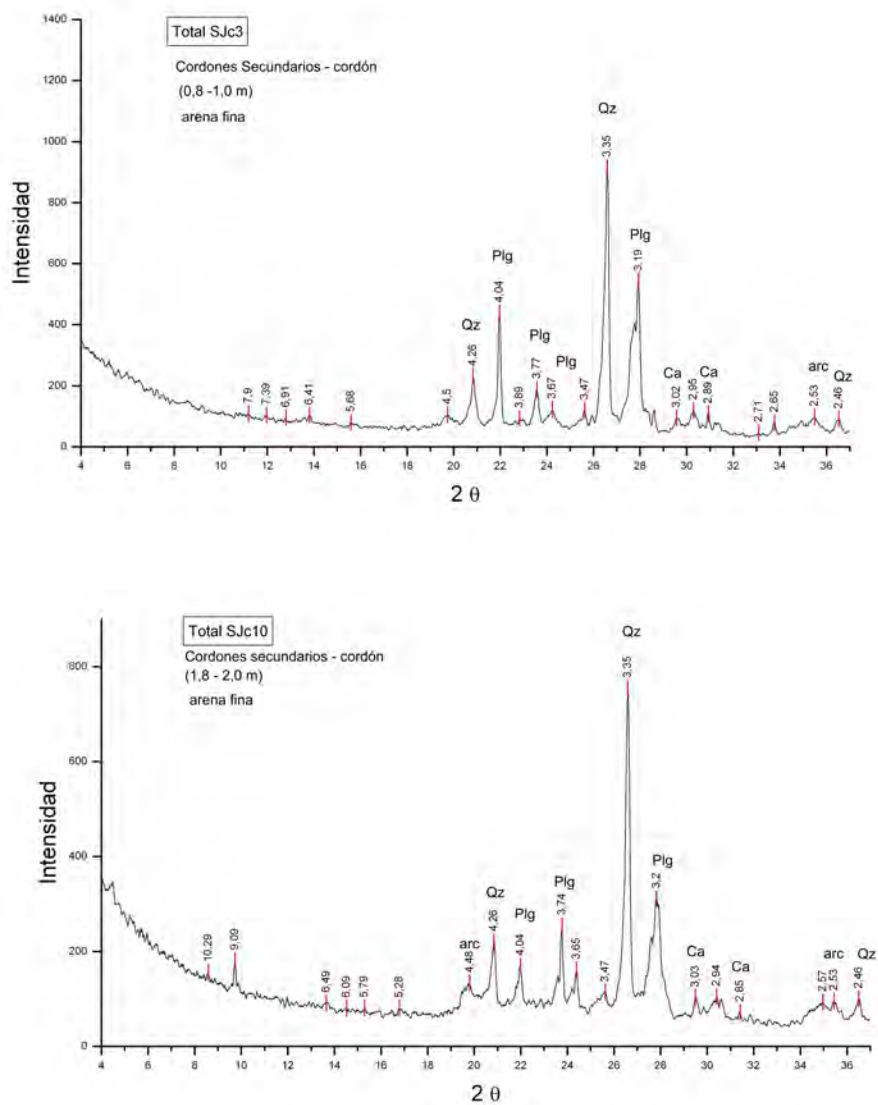 Total SJc3
Cordones Secundarios - cordón
(0,8 -1,0 m)
arena fina
Intensidad
1400
1200
1000
800
600
400
200
0
7,9
7,39
6,91
6,41
5,68
4,5
Qz
4,26
Plg
4,04
3,89
Plg
3,77
Plg
3,67
3,47
Qz
3,35
Plg
3,19
Ca
3,02
2,95
Ca
2,89
2,71
2,65
arc
2,53
Qz
2,46
4 6 8 10 12 14 16 18 20 22 24 26 28 30 32 34 36
2 θ
Total SJc10
Cordones secundarios - cordón
(1,8 - 2,0 m)
arena fina
Intensidad
800
600
400
200
0
10,29
9,09
6,49
6,09
5,79
5,28
arc
4,48
Qz
4,26
Plg
4,04
Plg
3,74
3,65
3,47
Qz
3,35
Plg
3,2
Ca
3,03
2,94
Ca
2,85
2,57
arc
2,53
Qz
2,46
4 6 8 10 12 14 16 18 20 22 24 26 28 30 32 34 36
2 θ